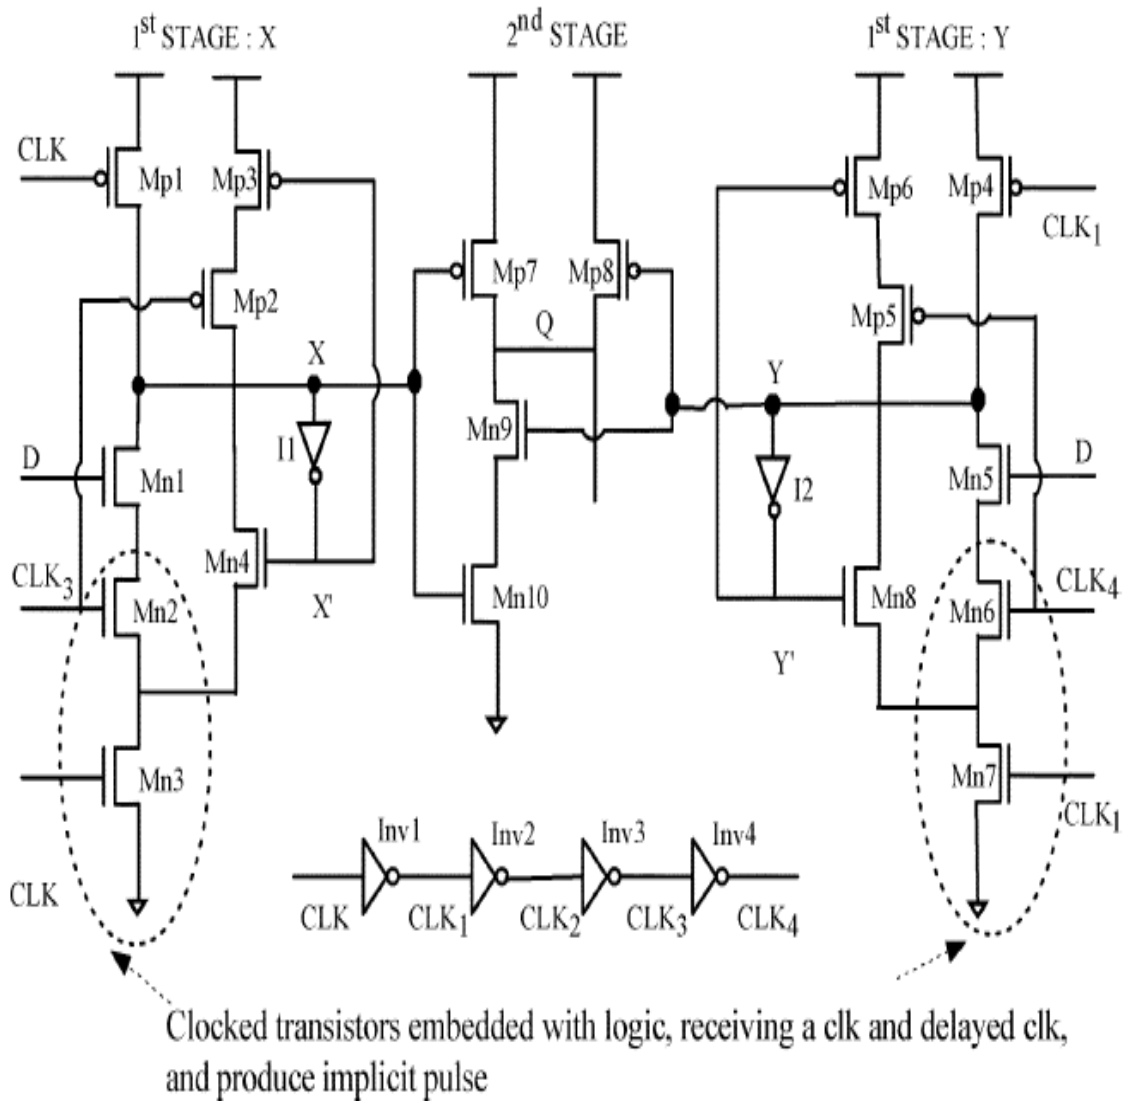 1st STAGE : X
2nd STAGE
1st STAGE : Y
CLK
Mp1
Mp3
Mp6
Mp4
CLK1
Mp2
Mp7
Mp8
Mp5
Q
X
Y
D
Mn1
I1
Mn9
I2
Mn5
D
CLK3
Mn2
Mn4
X'
Mn10
Mn8
Mn6
CLK4
Y'
Mn3
Mn7
CLK1
CLK
Inv1
Inv2
Inv3
Inv4
CLK
CLK1
CLK2
CLK3
CLK4
Clocked transistors embedded with logic, receiving a clk and delayed clk,
and produce implicit pulse